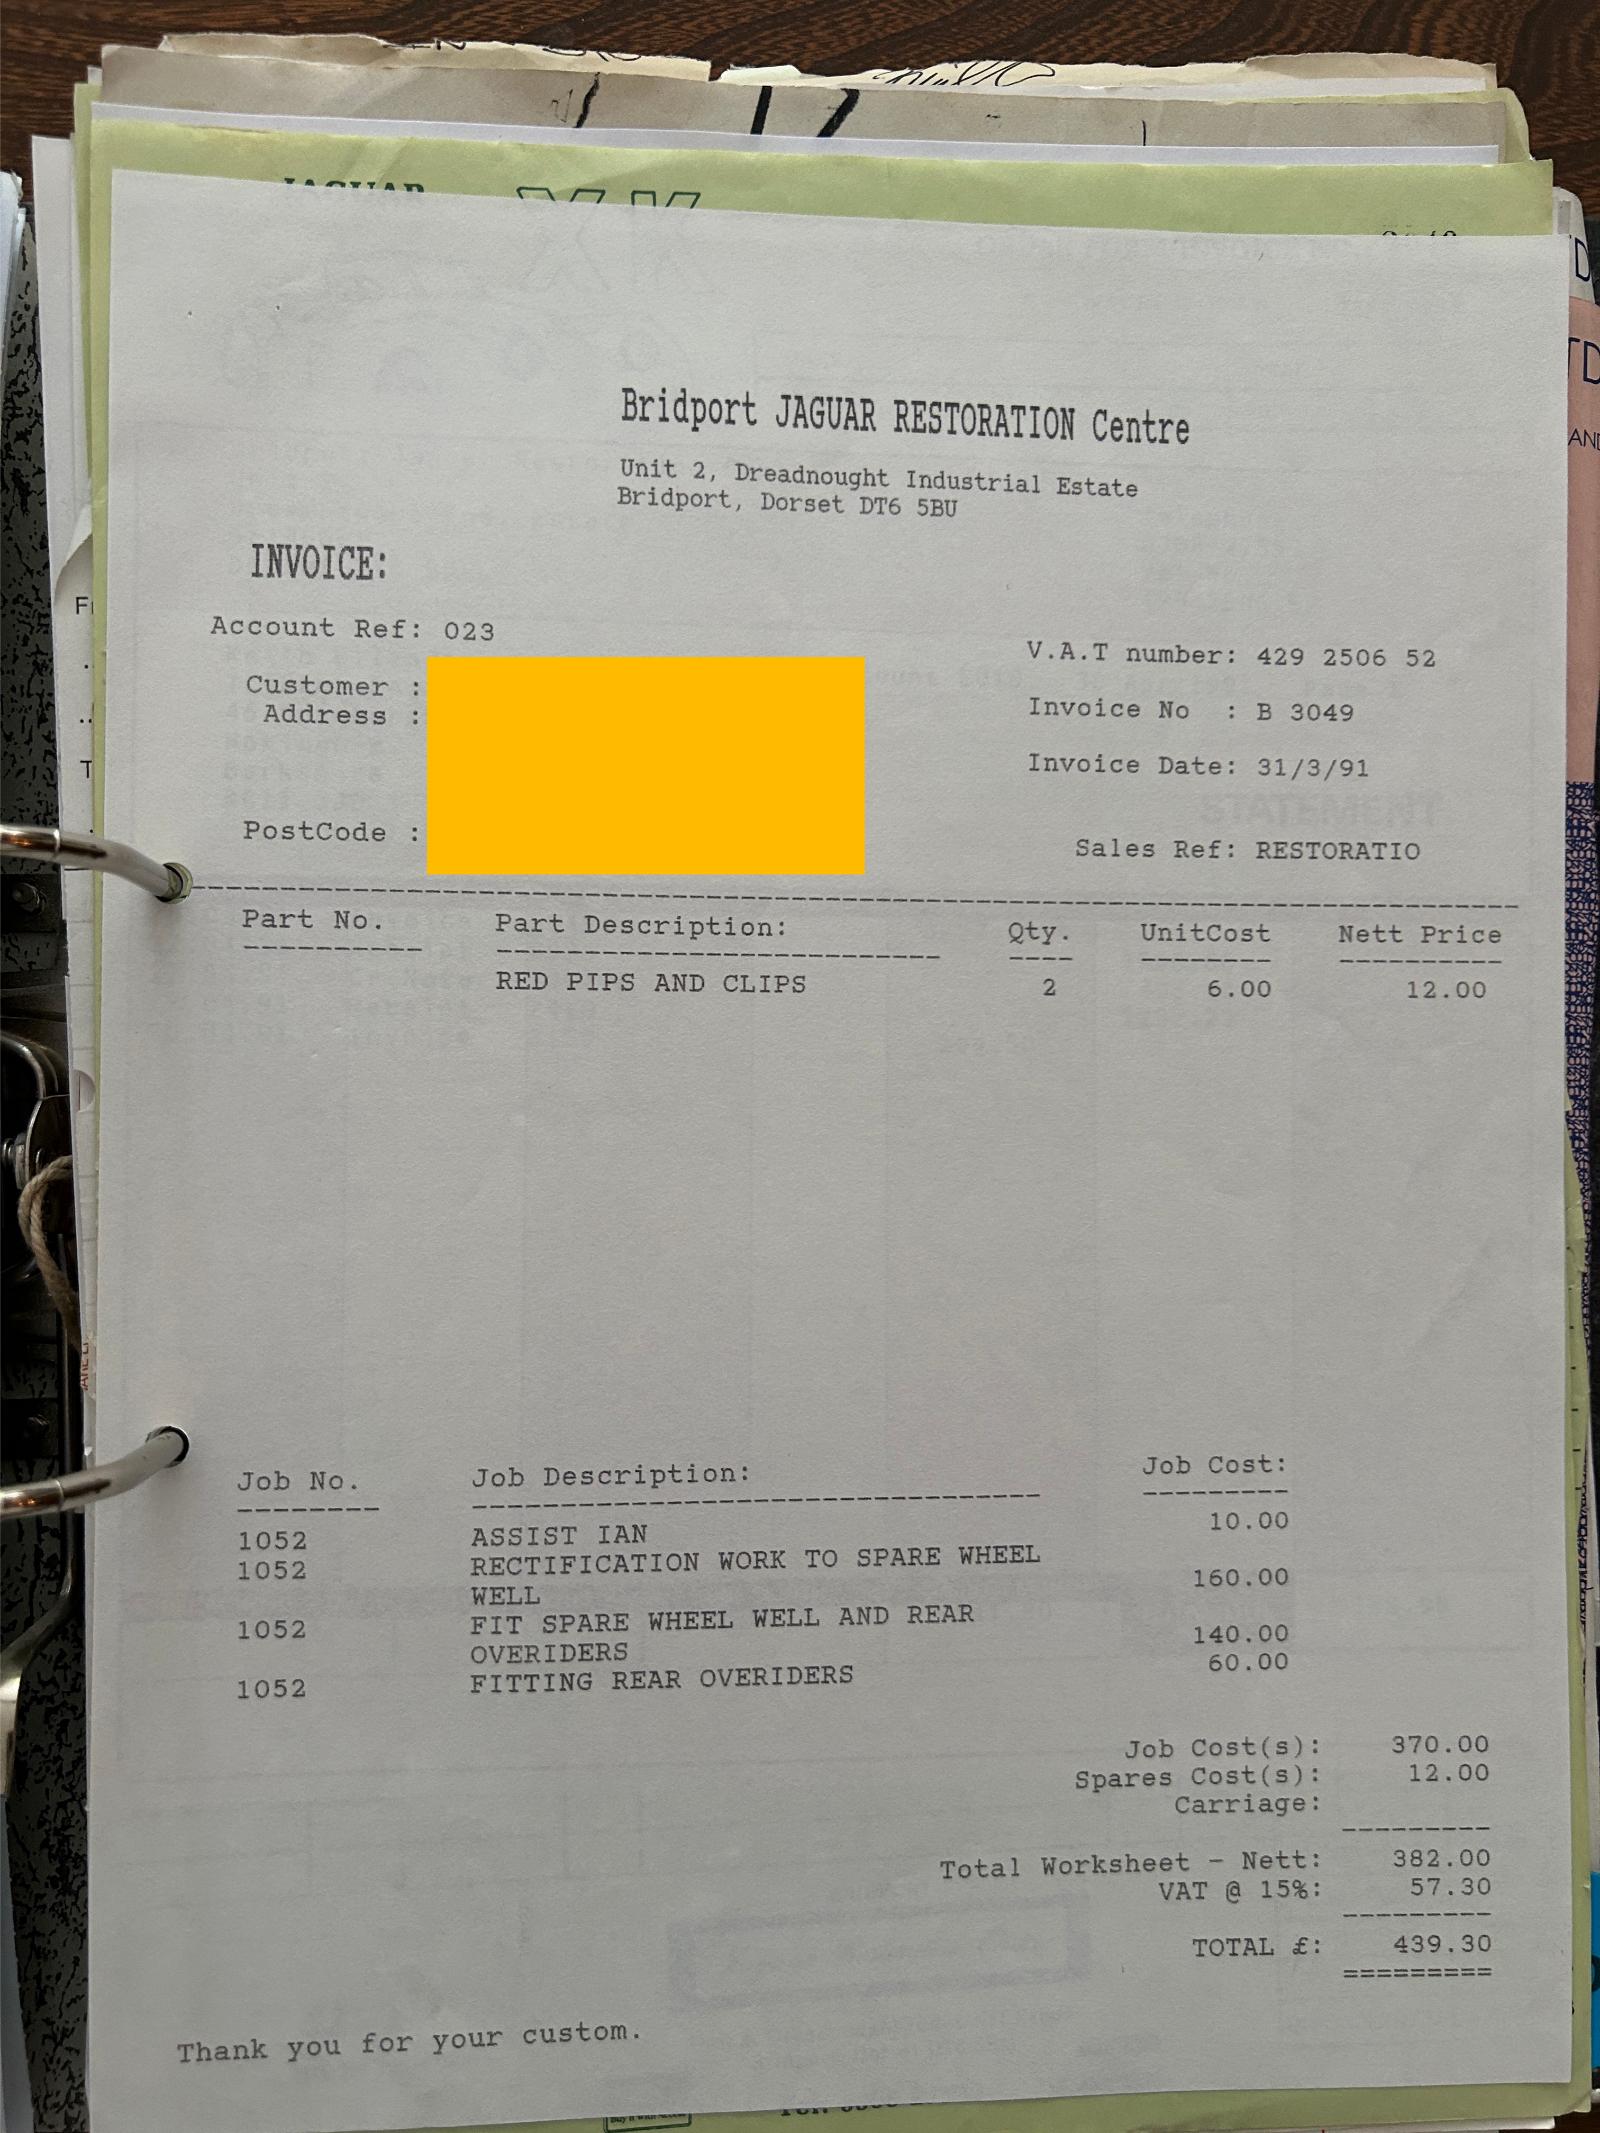 JAGUAR XK
Bridport JAGUAR RESTORATION Centre
Unit 2, Dreadnought Industrial Estate
Bridport, Dorset DT6 5BU
INVOICE:
Account Ref: 023
V.A.T number: 429 2506 52
Customer :
Address :
Invoice No : B 3049
Invoice Date: 31/3/91
PostCode :
Sales Ref: RESTORATIO
Part No. Part Description: Qty. UnitCost Nett Price
RED PIPS AND CLIPS 2 6.00 12.00
Job No. Job Description: Job Cost:
1052 ASSIST IAN 10.00
1052 RECTIFICATION WORK TO SPARE WHEEL
WELL 160.00
1052 FIT SPARE WHEEL WELL AND REAR
OVERIDERS 140.00
1052 FITTING REAR OVERIDERS 60.00
Job Cost(s): 370.00
Spares Cost(s): 12.00
Carriage:
Total Worksheet - Nett: 382.00
VAT @ 15%: 57.30
TOTAL £: 439.30
Thank you for your custom.